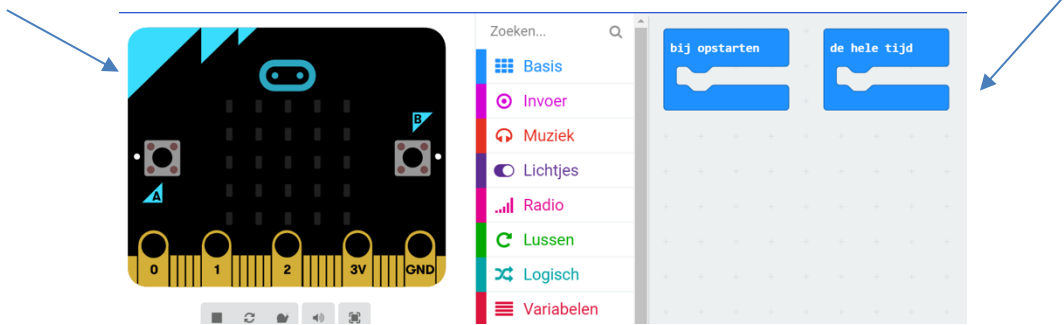 B
A
0 1 2 3V GND
Zoeken...
Basis
Invoer
Muziek
Lichtjes
Radio
Lussen
Logisch
Variabelen
bij opstarten
de hele tijd